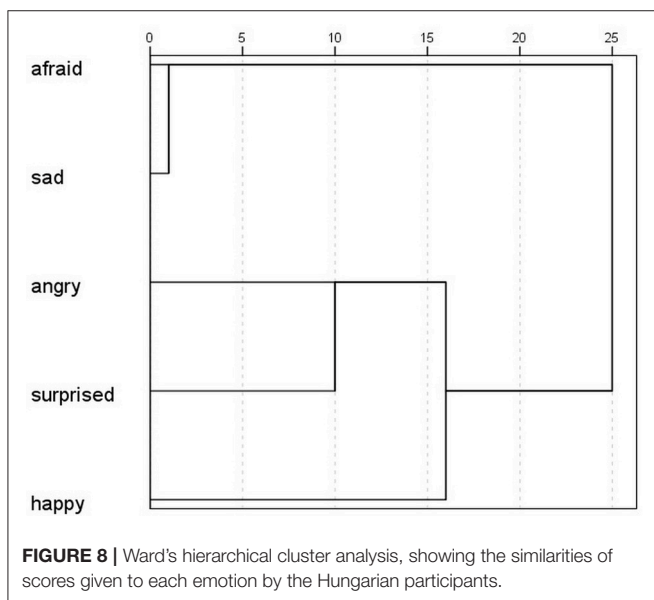 0 5 10 15 20 25
afraid
sad
angry
surprised
happy
FIGURE 8 | Ward's hierarchical cluster analysis, showing the similarities of
scores given to each emotion by the Hungarian participants.